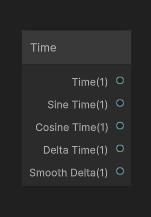 Time
Time(1)
Sine Time(1)
Cosine Time(1)
Delta Time(1)
Smooth Delta(1)